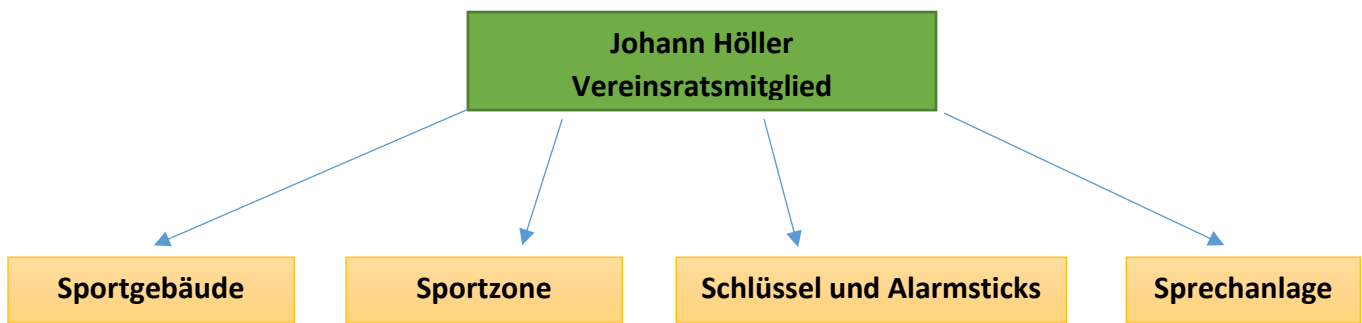 Johann Höller
Vereinsratsmitglied
Sportgebäude
Sportzone
Schlüssel und Alarmsticks
Sprechanlage